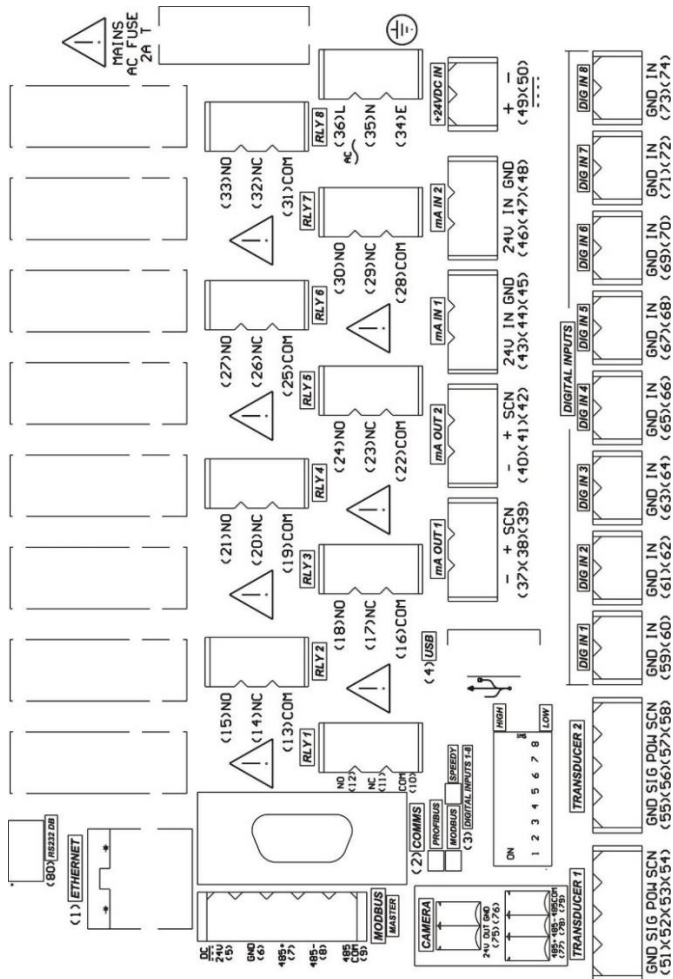 MAINS
AC FUSE
2A T
(36)L
(35)N
(34)E
AC
RLY 8
(33)NO
(32)NC
(31)COM
RLY 7
(30)NO
(29)NC
(28)COM
RLY 6
(27)NO
(26)NC
(25)COM
RLY 5
(24)NO
(23)NC
(22)COM
RLY 4
(21)NO
(20)NC
(19)COM
RLY 3
(18)NO
(17)NC
(16)COM
RLY 2
(15)NO
(14)NC
(13)COM
RLY 1
NO
(12)
NC
(11)
COM
(10)
+24VDC IN
+ -
(49)(50)
mA IN 2
24V IN GND
(46)(47)(48)
mA IN 1
24V IN GND
(43)(44)(45)
mA OUT 2
- + SCN
(40)(41)(42)
mA OUT 1
- + SCN
(37)(38)(39)
(4) USB
DIGITAL INPUTS
DIG IN 8
GND IN
(73)(74)
DIG IN 7
GND IN
(71)(72)
DIG IN 6
GND IN
(69)(70)
DIG IN 5
GND IN
(67)(68)
DIG IN 4
GND IN
(65)(66)
DIG IN 3
GND IN
(63)(64)
DIG IN 2
GND IN
(61)(62)
DIG IN 1
GND IN
(59)(60)
(80) RS232 DB
(1) ETHERNET
(2) COMMS
PROFIBUS
MODBUS
SPEEDY
(3) DIGITAL INPUTS 1-8
HIGH
LOW
ON
1 2 3 4 5 6 7 8
MODBUS
MASTER
DC
24V
(5)
GND
(6)
485+
(7)
485-
(8)
485
COM
(9)
CAMERA
24V OUT GND
(75)(76)
485+485-485COM
(77) (78) (79)
TRANSDUCER 2
GND SIG POW SCN
(55)(56)(57)(58)
TRANSDUCER 1
GND SIG POW SCN
(51)(52)(53)(54)